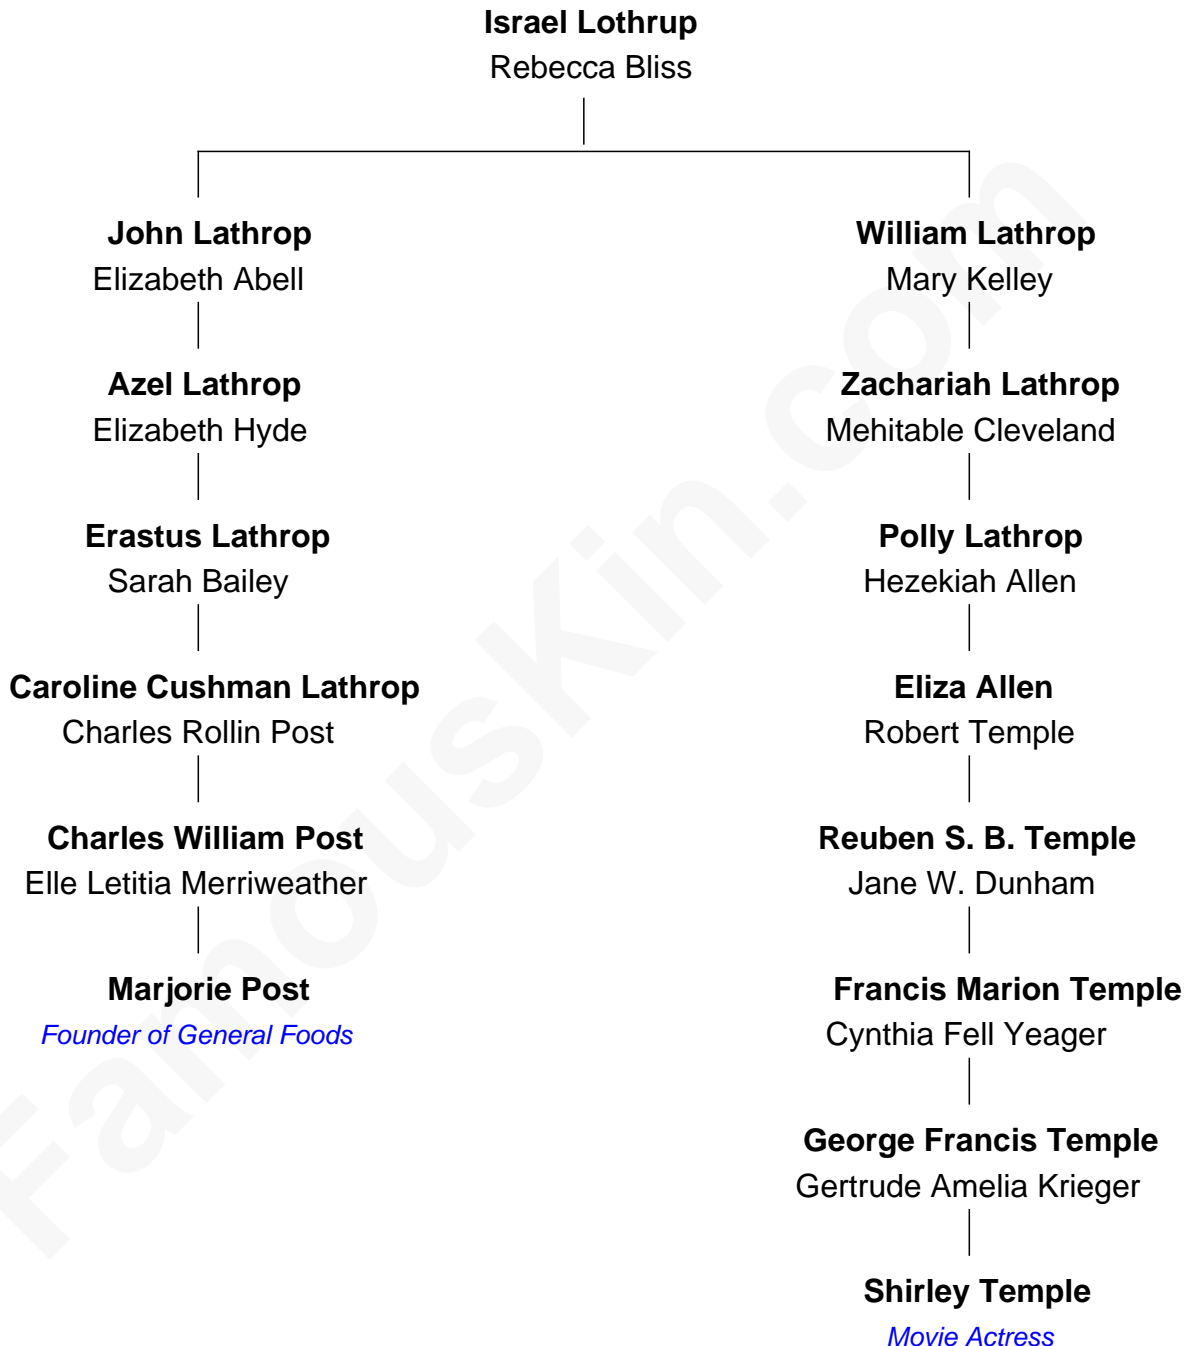 Israel Lothrup
Rebecca Bliss
John Lathrop
Elizabeth Abell
Azel Lathrop
Elizabeth Hyde
Erastus Lathrop
Sarah Bailey
Caroline Cushman Lathrop
Charles Rollin Post
Charles William Post
Elle Letitia Merriweather
Marjorie Post
Founder of General Foods
William Lathrop
Mary Kelley
Zachariah Lathrop
Mehitable Cleveland
Polly Lathrop
Hezekiah Allen
Eliza Allen
Robert Temple
Reuben S. B. Temple
Jane W. Dunham
Francis Marion Temple
Cynthia Fell Yeager
George Francis Temple
Gertrude Amelia Krieger
Shirley Temple
Movie Actress
FamousKin.com